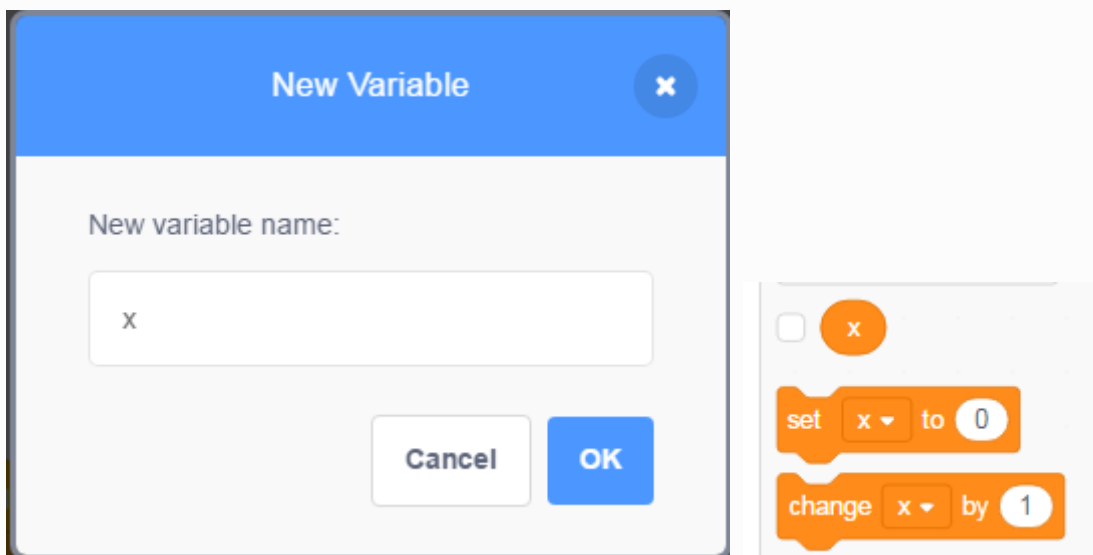 New Variable
New variable name:
x
Cancel OK
x
set x to 0
change x by 1